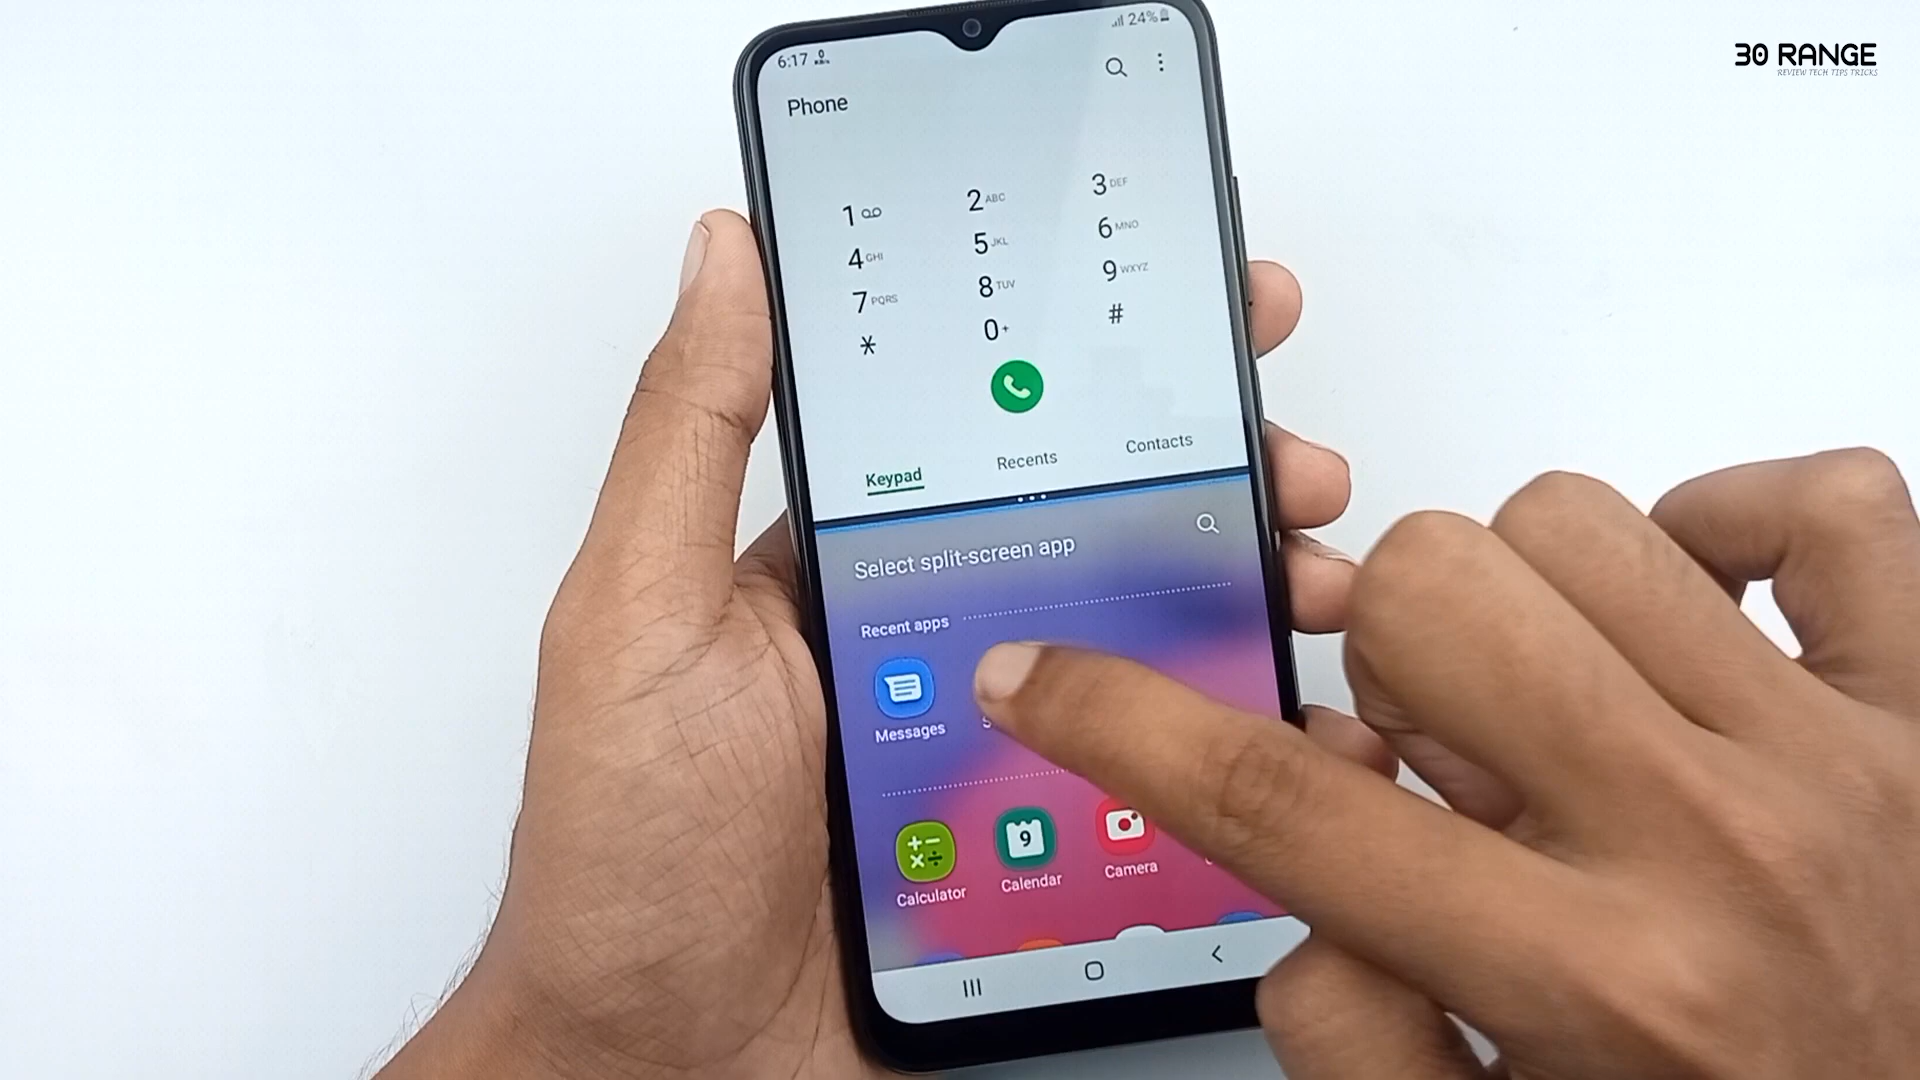 30 RANGE
REVIEW TECH TIPS TRICKS
6:17
24%
Phone
1
2 ABC
3 DEF
4 GHI
5 JKL
6 MNO
7 PQRS
8 TUV
9 WXYZ
*
0 +
#
Keypad
Recents
Contacts
Select split-screen app
Recent apps
Messages
9
Calculator
Calendar
Camera